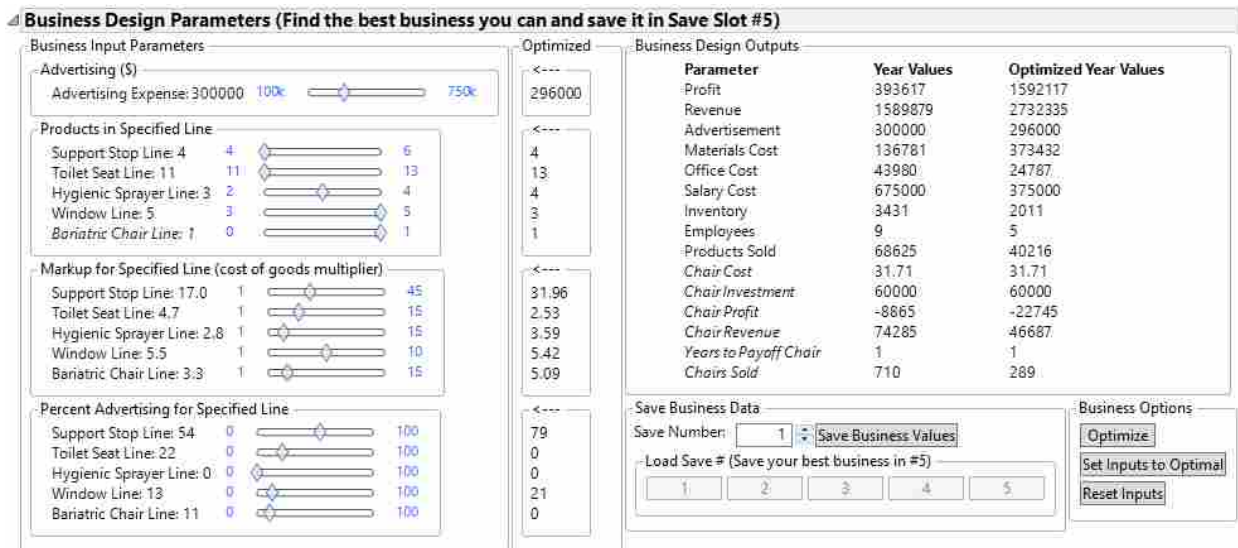 Business Design Parameters (Find the best business you can and save it in Save Slot #5)
Business Input Parameters
Advertising ($)
Advertising Expense: 300000 100k 750k
Products in Specified Line
Support Stop Line: 4 4 6
Toilet Seat Line: 11 11 13
Hygienic Sprayer Line: 3 2 4
Window Line: 5 3 5
Bariatric Chair Line: 1 0 1
Markup for Specified Line (cost of goods multiplier)
Support Stop Line: 17.0 1 45
Toilet Seat Line: 4.7 1 15
Hygienic Sprayer Line: 2.8 1 15
Window Line: 5.5 1 10
Bariatric Chair Line: 3.3 1 15
Percent Advertising for Specified Line
Support Stop Line: 54 0 100
Toilet Seat Line: 22 0 100
Hygienic Sprayer Line: 0 0 100
Window Line: 13 0 100
Bariatric Chair Line: 11 0 100
Optimized
<---
296000
<---
4
13
4
3
1
<---
31.96
2.53
3.59
5.42
5.09
<---
79
0
0
21
0
Business Design Outputs
Parameter Year Values Optimized Year Values
Profit 393617 1592117
Revenue 1589879 2732335
Advertisement 300000 296000
Materials Cost 136781 373432
Office Cost 43980 24787
Salary Cost 675000 375000
Inventory 3431 2011
Employees 9 5
Products Sold 68625 40216
Chair Cost 31.71 31.71
Chair Investment 60000 60000
Chair Profit -8865 -22745
Chair Revenue 74285 46687
Years to Payoff Chair 1 1
Chairs Sold 710 289
Save Business Data
Save Number: 1 Save Business Values
Load Save # (Save your best business in #5)
1 2 3 4 5
Business Options
Optimize
Set Inputs to Optimal
Reset Inputs